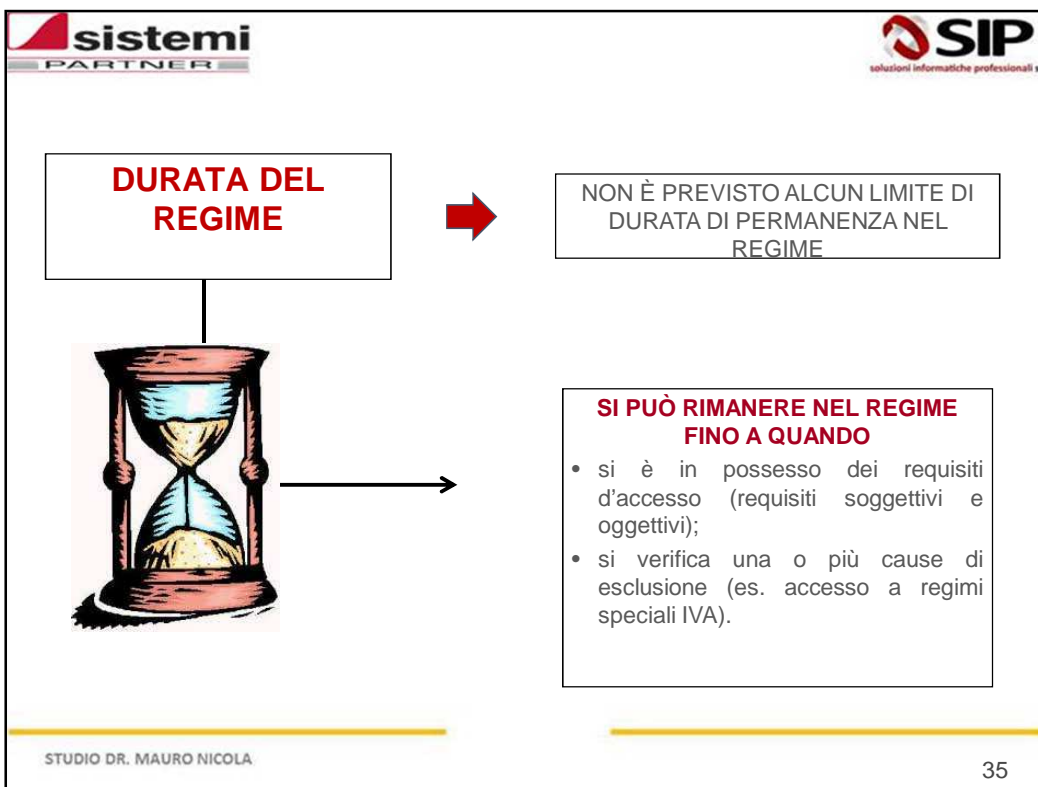 sistemi
PARTNER
SIP
soluzioni informatiche professionali s
DURATA DEL
REGIME
NON È PREVISTO ALCUN LIMITE DI
DURATA DI PERMANENZA NEL
REGIME
SI PUÒ RIMANERE NEL REGIME
FINO A QUANDO
• si è in possesso dei requisiti
d'accesso (requisiti soggettivi e
oggettivi);
• si verifica una o più cause di
esclusione (es. accesso a regimi
speciali IVA).
STUDIO DR. MAURO NICOLA
35